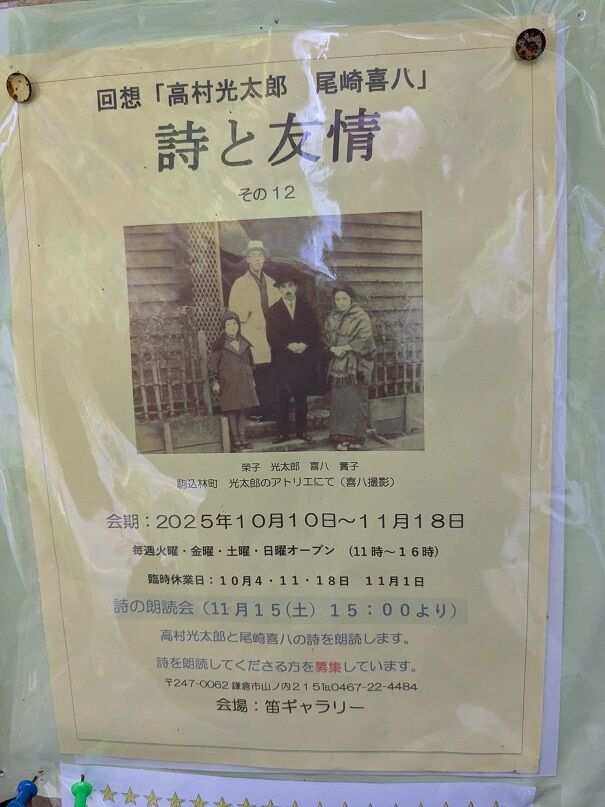 回想「高村光太郎　尾崎喜八」
詩と友情
その１２
榮子　光太郎　喜八　實子
駒込林町　光太郎のアトリエにて（喜八撮影）
会期：２０２５年１０月１０日～１１月１８日
毎週火曜・金曜・土曜・日曜オープン　（11時～１６時）
臨時休業日：１０月４・１１・１８日　１１月１日
詩の朗読会（11月１５(土)　１５：００より）
高村光太郎と尾崎喜八の詩を朗読します。
詩を朗読してくださる方を募集しています。
〒247-0062 鎌倉市山ノ内２１５℡0467-22-4484
会場：笛ギャラリー